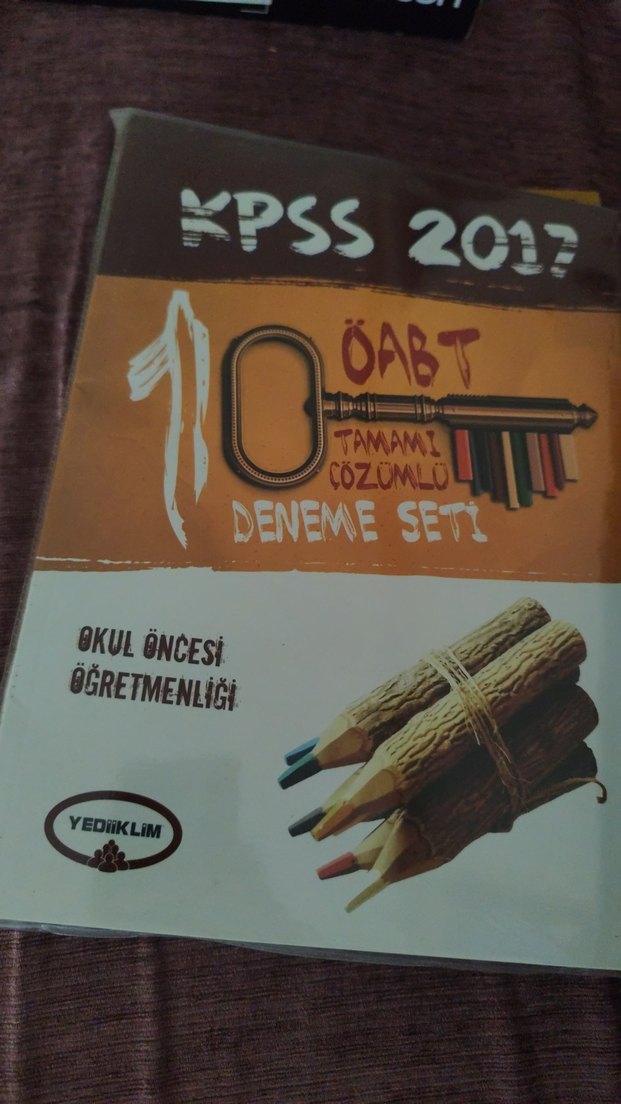 KPSS 2017
10
ÖABT
TAMAMI
ÇÖZÜMLÜ
DENEME SETİ
OKUL ÖNCESİ
ÖĞRETMENLİĞİ
YEDİİKLİM